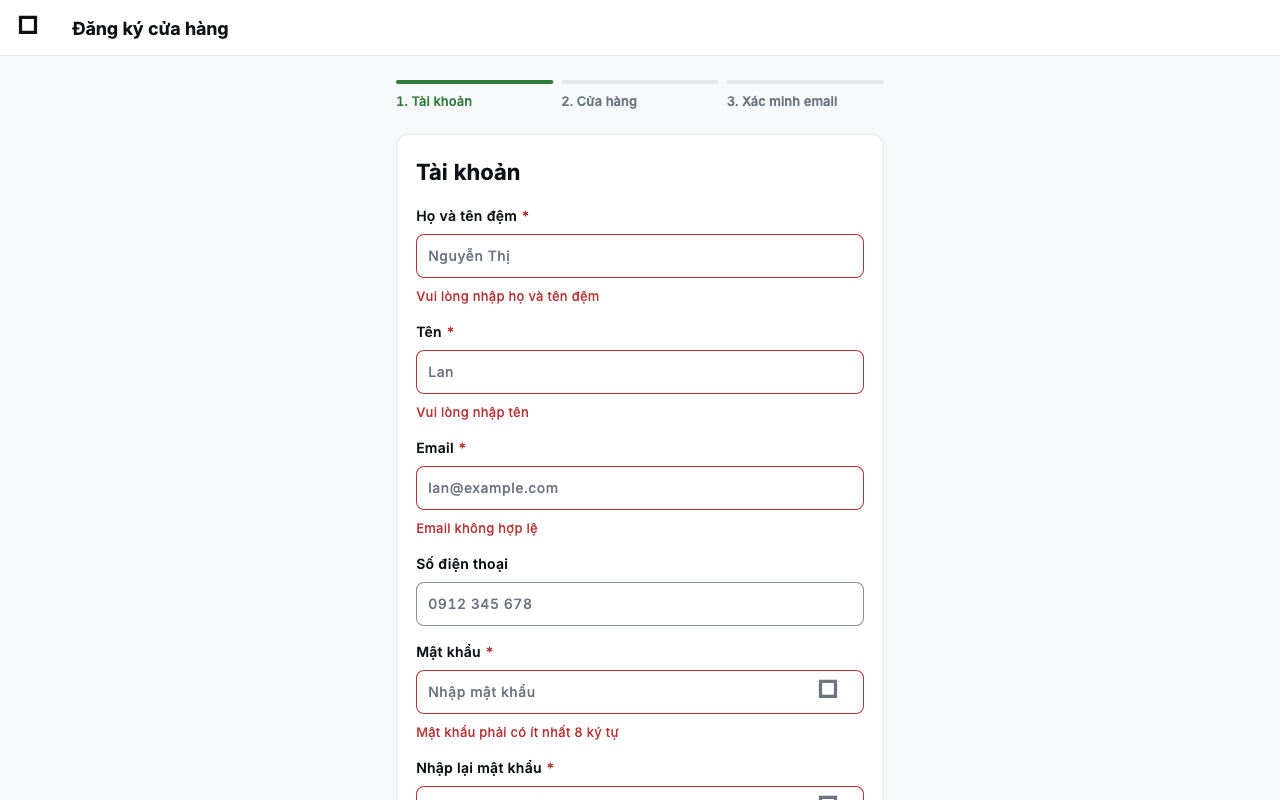 Đăng ký cửa hàng
1. Tài khoản
2. Cửa hàng
3. Xác minh email
Tài khoản
Họ và tên đệm *
Nguyễn Thị
Vui lòng nhập họ và tên đệm
Tên *
Lan
Vui lòng nhập tên
Email *
lan@example.com
Email không hợp lệ
Số điện thoại
0912 345 678
Mật khẩu *
Nhập mật khẩu
Mật khẩu phải có ít nhất 8 ký tự
Nhập lại mật khẩu *